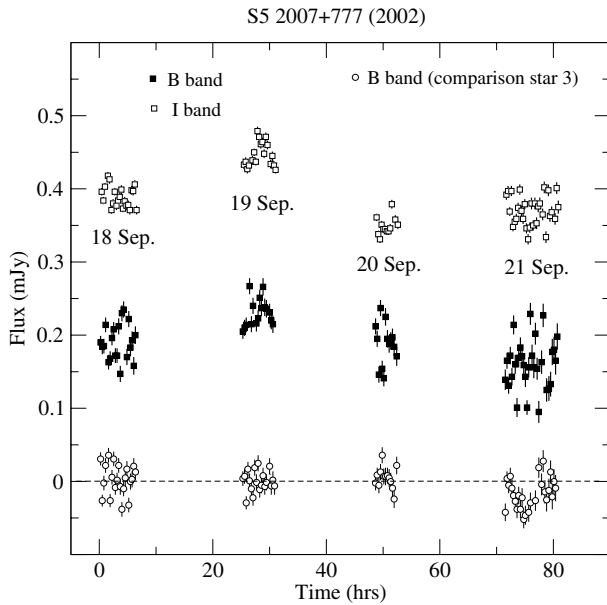 S5 2007+777 (2002)
B band
B band (comparison star 3)
I band
0.5
0.4
19 Sep.
18 Sep.
20 Sep.
21 Sep.
0.3
Flux (mJy)
0.2
0.1
0
0
20
40
60
80
Time (hrs)